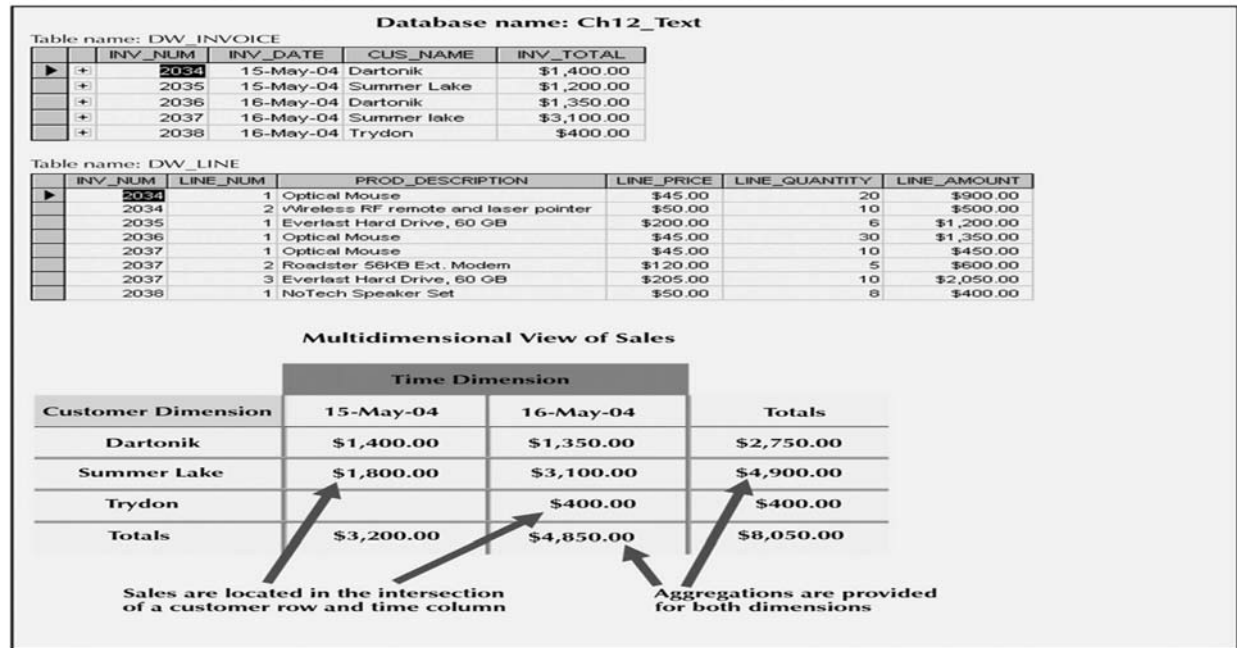 Database name: Ch12_Text
Table name: DW_INVOICE
INV_NUM INV_DATE CUS_NAME INV_TOTAL
2034 15-May-04 Dartonik $1,400.00
2035 15-May-04 Summer Lake $1,200.00
2036 16-May-04 Dartonik $1,350.00
2037 16-May-04 Summer lake $3,100.00
2038 16-May-04 Trydon $400.00
Table name: DW_LINE
INV_NUM LINE_NUM PROD_DESCRIPTION LINE_PRICE LINE_QUANTITY LINE_AMOUNT
2034 1 Optical Mouse $45.00 20 $900.00
2034 2 Wireless RF remote and laser pointer $50.00 10 $500.00
2035 1 Everlast Hard Drive, 60 GB $200.00 6 $1,200.00
2036 1 Optical Mouse $45.00 30 $1,350.00
2037 1 Optical Mouse $45.00 10 $450.00
2037 2 Roadster 56KB Ext. Modem $120.00 5 $600.00
2037 3 Everlast Hard Drive, 60 GB $205.00 10 $2,050.00
2038 1 NoTech Speaker Set $50.00 8 $400.00
Multidimensional View of Sales
Time Dimension
Customer Dimension 15-May-04 16-May-04 Totals
Dartonik $1,400.00 $1,350.00 $2,750.00
Summer Lake $1,800.00 $3,100.00 $4,900.00
Trydon $400.00 $400.00
Totals $3,200.00 $4,850.00 $8,050.00
Sales are located in the intersection
of a customer row and time column
Aggregations are provided
for both dimensions